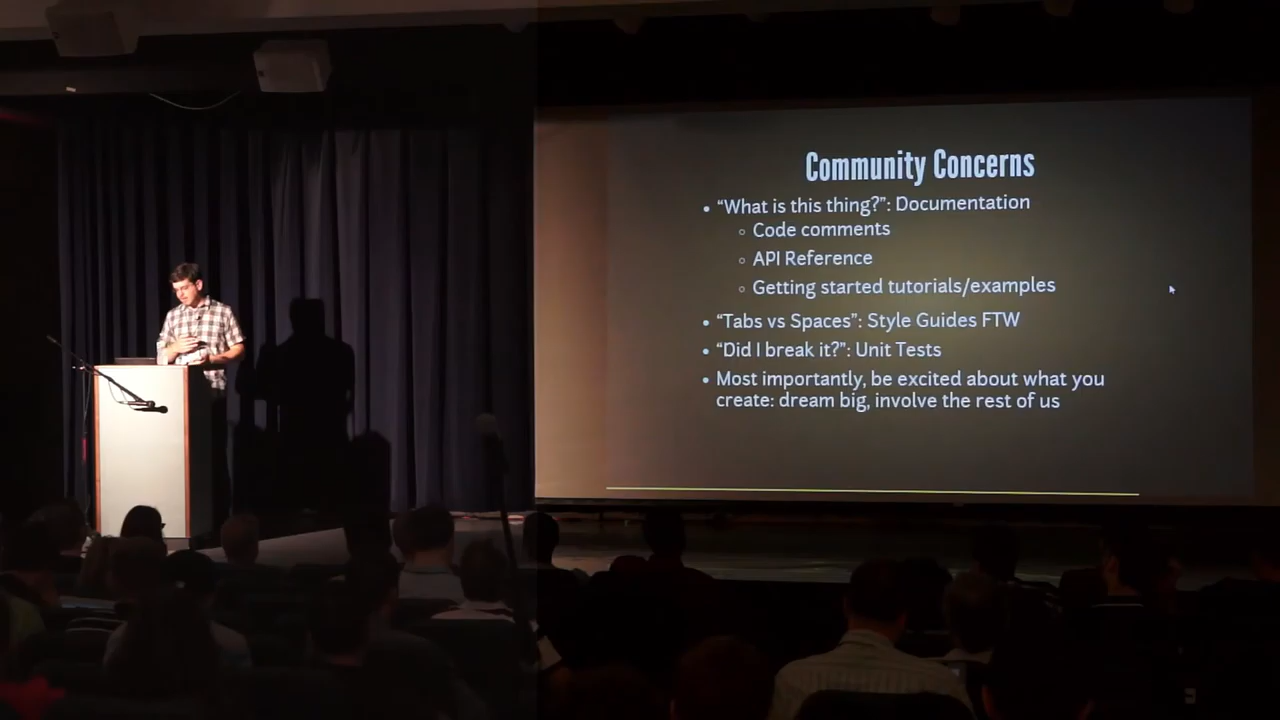 Community Concerns
• “What is this thing?”: Documentation
◦ Code comments
◦ API Reference
◦ Getting started tutorials/examples
• “Tabs vs Spaces”: Style Guides FTW
• “Did I break it?”: Unit Tests
• Most importantly, be excited about what you
create: dream big, involve the rest of us